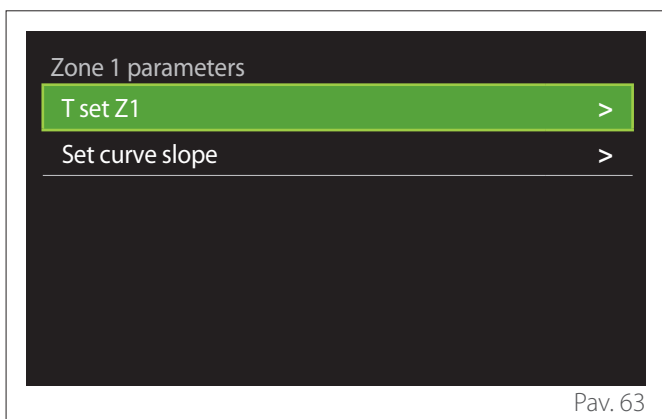 Zone 1 parameters
T set Z1 >
Set curve slope >
Pav. 63